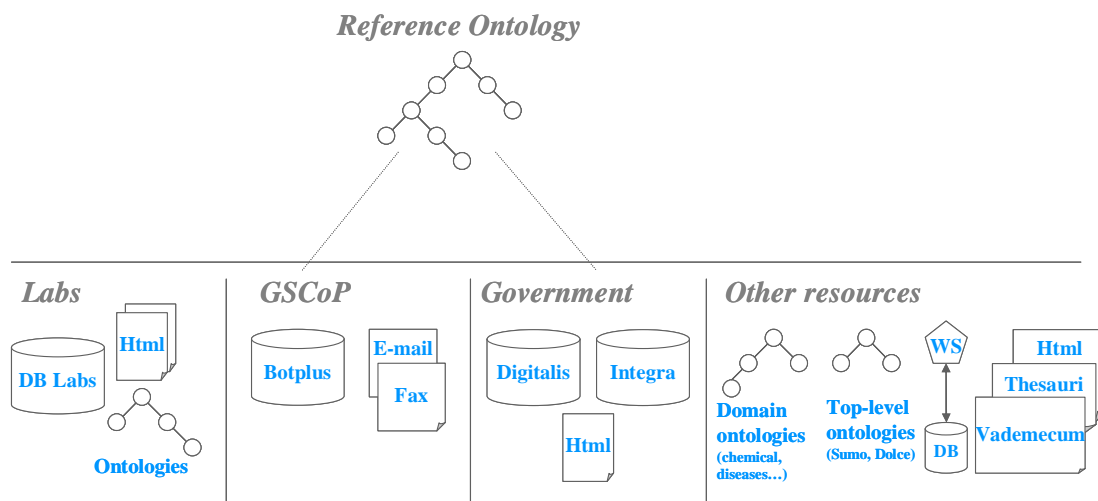 Reference Ontology
Labs
Html
DB Labs
Ontologies
GSCoP
Botplus
E-mail
Fax
Government
Digitalis
Integra
Html
Other resources
Domain
ontologies
(chemical,
diseases…)
Top-level
ontologies
(Sumo, Dolce)
WS
DB
Html
Thesauri
Vademecum